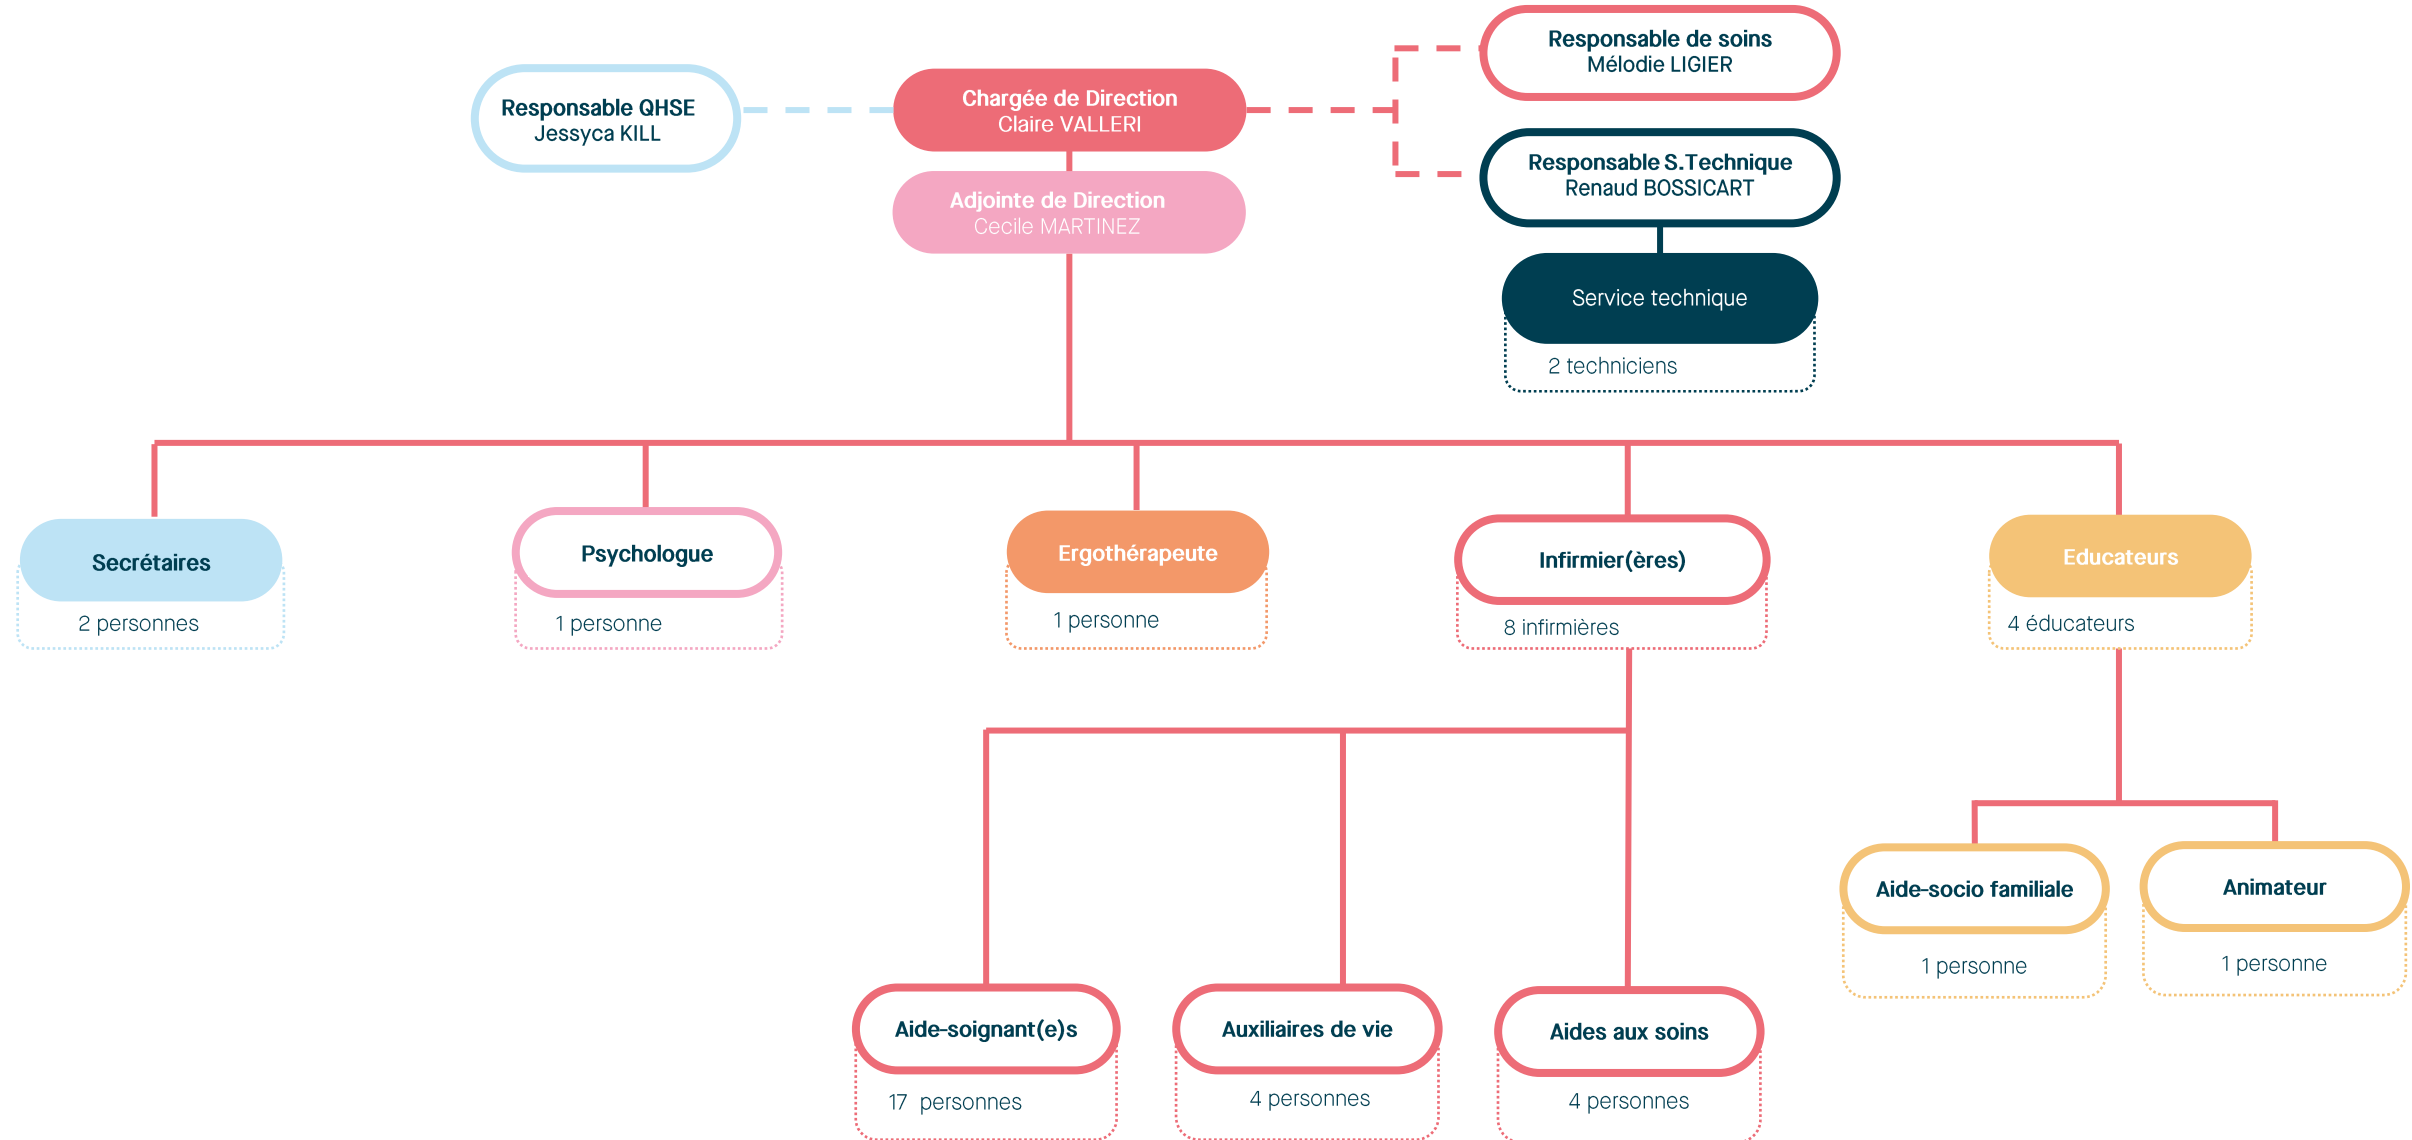 Responsable de soins
Mélodie LIGIER
Responsable QHSE
Jessyca KILL
Chargée de Direction
Claire VALLERI
Responsable S.Technique
Renaud BOSSICART
Adjointe de Direction
Cecile MARTINEZ
Service technique
2 techniciens
Secrétaires
2 personnes
Psychologue
1 personne
Ergothérapeute
1 personne
Infirmier(ères)
8 infirmières
Educateurs
4 éducateurs
Aide-socio familiale
1 personne
Animateur
1 personne
Aide-soignant(e)s
17 personnes
Auxiliaires de vie
4 personnes
Aides aux soins
4 personnes